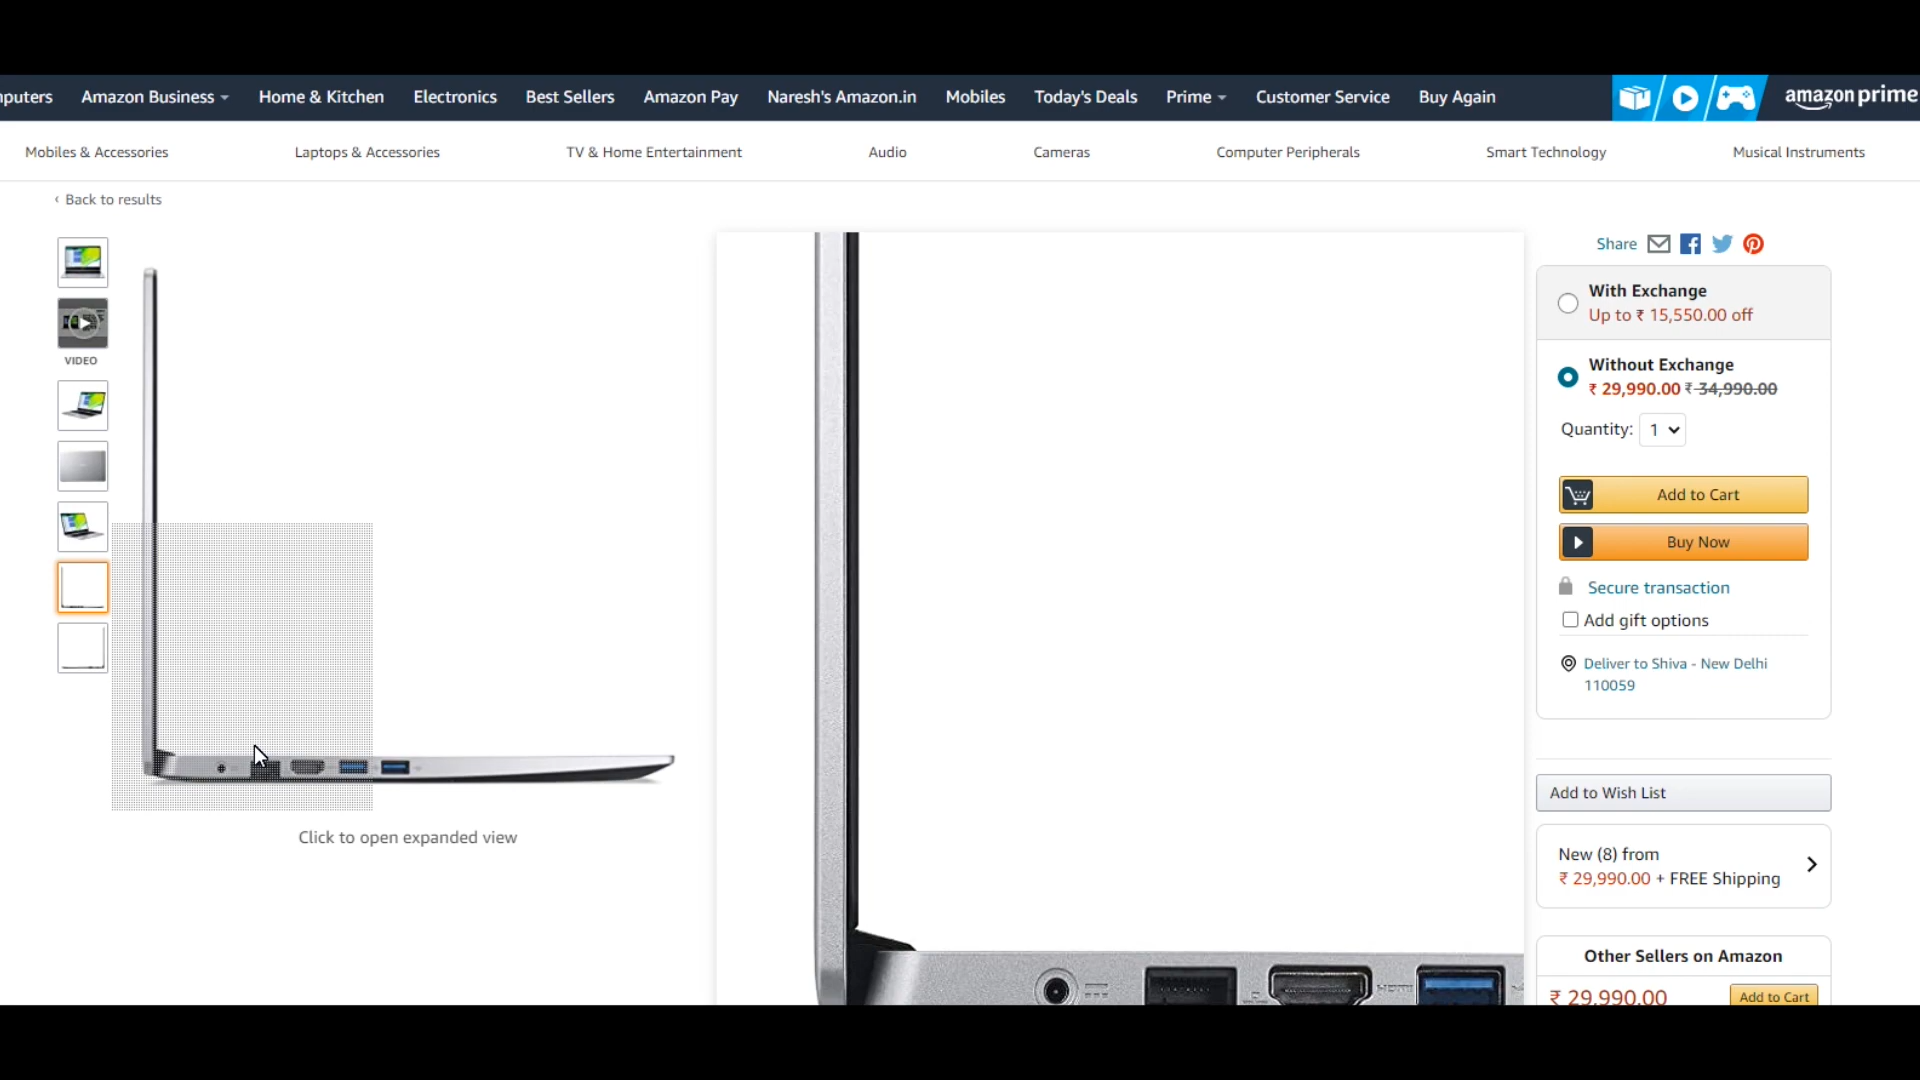 Amazon Business
Home & Kitchen
Electronics
Best Sellers
Amazon Pay
Naresh's Amazon.in
Mobiles
Today's Deals
Prime
Customer Service
Buy Again
amazon prime
Mobiles & Accessories
Laptops & Accessories
TV & Home Entertainment
Audio
Cameras
Computer Peripherals
Smart Technology
Musical Instruments
‹ Back to results
VIDEO
Click to open expanded view
HDMI
Share
With Exchange
Up to ₹ 15,550.00 off
Without Exchange
₹ 29,990.00 ₹ 34,990.00
Quantity: 1
Add to Cart
Buy Now
Secure transaction
Add gift options
Deliver to Shiva - New Delhi
110059
Add to Wish List
New (8) from
₹ 29,990.00 + FREE Shipping
Other Sellers on Amazon
₹ 29,990.00
Add to Cart